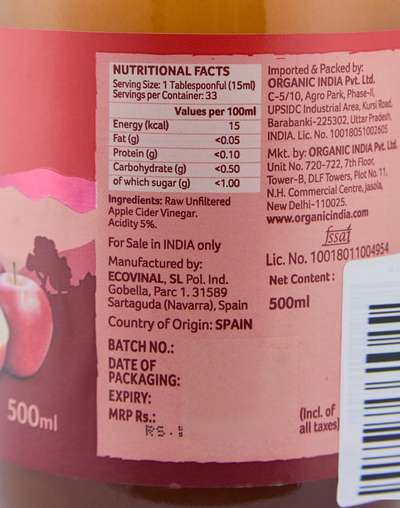 NUTRITIONAL FACTS
Serving Size: 1 Tablespoonful (15ml)
Servings per Container: 33
Values per 100ml
Energy (kcal) 15
Fat (g) <0.05
Protein (g) <0.10
Carbohydrate (g) <0.50
of which sugar (g) <1.00
Ingredients: Raw Unfiltered
Apple Cider Vinegar.
Acidity 5%.
For Sale in INDIA only
Manufactured by:
ECOVINAL, SL Pol. Ind.
Gobella, Parc 1. 31589
Sartaguda (Navarra), Spain
Country of Origin: SPAIN
BATCH NO.:
DATE OF
PACKAGING:
EXPIRY:
MRP Rs.:
(Incl. of
all taxes)
RS.
Imported & Packed by:
ORGANIC INDIA Pvt. Ltd.
C-5/10, Agro Park, Phase-II,
UPSIDC Industrial Area, Kursi Road,
Barabanki-225302, Uttar Pradesh,
INDIA. Lic. No. 10018051002605
Mkt. by: ORGANIC INDIA Pvt. Ltd.
Unit No. 720-722, 7th Floor,
Tower-B, DLF Towers, Plot No. 11,
N.H. Commercial Centre, Jasola,
New Delhi-110025.
www.organicindia.com
fssai
Lic. No. 10018011004954
Net Content:
500ml
500ml